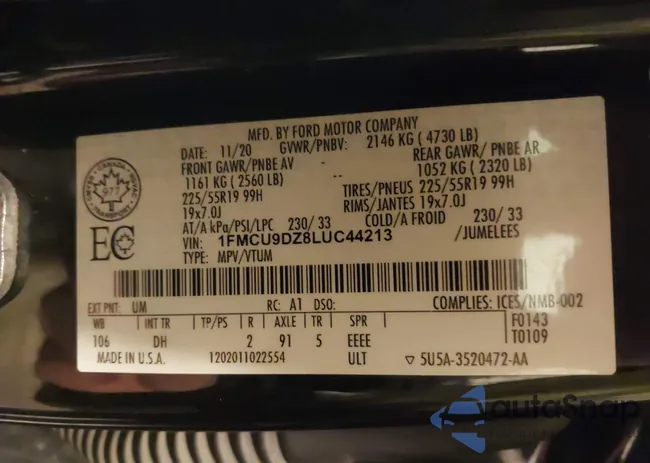 MFD. BY FORD MOTOR COMPANY
DATE: 11/20 GVWR/PNBV: 2146 KG ( 4730 LB)
FRONT GAWR/PNBE AV REAR GAWR/ PNBE AR
1161 KG ( 2560 LB) 1052 KG ( 2320 LB)
225/55R19 99H TIRES/PNEUS 225/55R19 99H
19x7.0J RIMS/JANTES 19x7.0J
AT/A kPa/PSI/LPC 230/ 33 COLD/A FROID 230/ 33
VIN: 1FMCU9DZ8LUC44213 /JUMELEES
TYPE: MPV/VTUM
CANADA
TRANSPORT
EC
EXT PNT: UM RC: A1 DSO: COMPLIES: ICES/NMB-002
WB INT TR TP/PS R AXLE TR SPR F0143
106 DH 2 91 5 EEEE T0109
MADE IN U.S.A. 1202011022554 ULT ▽ 5U5A-3520472-AA
autoSnap